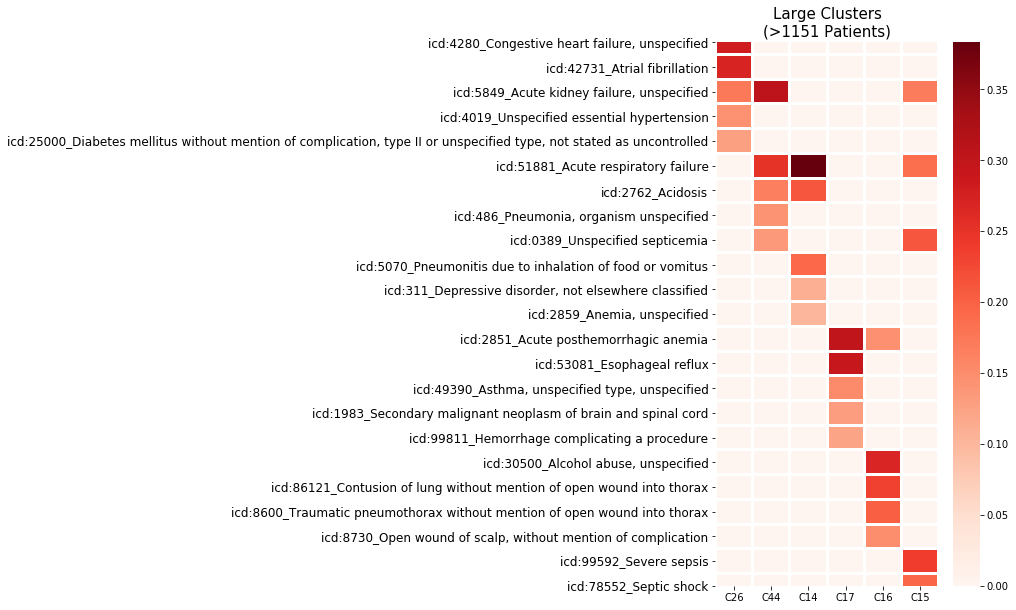 Large Clusters
(>1151 Patients)
icd:4280_Congestive heart failure, unspecified
icd:42731_Atrial fibrillation
icd:5849_Acute kidney failure, unspecified
icd:4019_Unspecified essential hypertension
icd:25000_Diabetes mellitus without mention of complication, type II or unspecified type, not stated as uncontrolled
icd:51881_Acute respiratory failure
icd:2762_Acidosis
icd:486_Pneumonia, organism unspecified
icd:0389_Unspecified septicemia
icd:5070_Pneumonitis due to inhalation of food or vomitus
icd:311_Depressive disorder, not elsewhere classified
icd:2859_Anemia, unspecified
icd:2851_Acute posthemorrhagic anemia
icd:53081_Esophageal reflux
icd:49390_Asthma, unspecified type, unspecified
icd:1983_Secondary malignant neoplasm of brain and spinal cord
icd:99811_Hemorrhage complicating a procedure
icd:30500_Alcohol abuse, unspecified
icd:86121_Contusion of lung without mention of open wound into thorax
icd:8600_Traumatic pneumothorax without mention of open wound into thorax
icd:8730_Open wound of scalp, without mention of complication
icd:99592_Severe sepsis
icd:78552_Septic shock
C26 C44 C14 C17 C16 C15
0.35
0.30
0.25
0.20
0.15
0.10
0.05
0.00